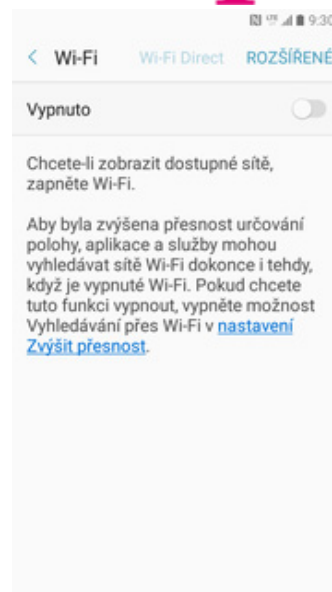 9:30
Wi-Fi Wi-Fi Direct ROZŠÍŘENÉ
Vypnuto
Chcete-li zobrazit dostupné sítě,
zapněte Wi-Fi.
Aby byla zvýšena přesnost určování
polohy, aplikace a služby mohou
vyhledávat sítě Wi-Fi dokonce i tehdy,
když je vypnuté Wi-Fi. Pokud chcete
tuto funkci vypnout, vypněte možnost
Vyhledávání přes Wi-Fi v nastavení
Zvýšit přesnost.